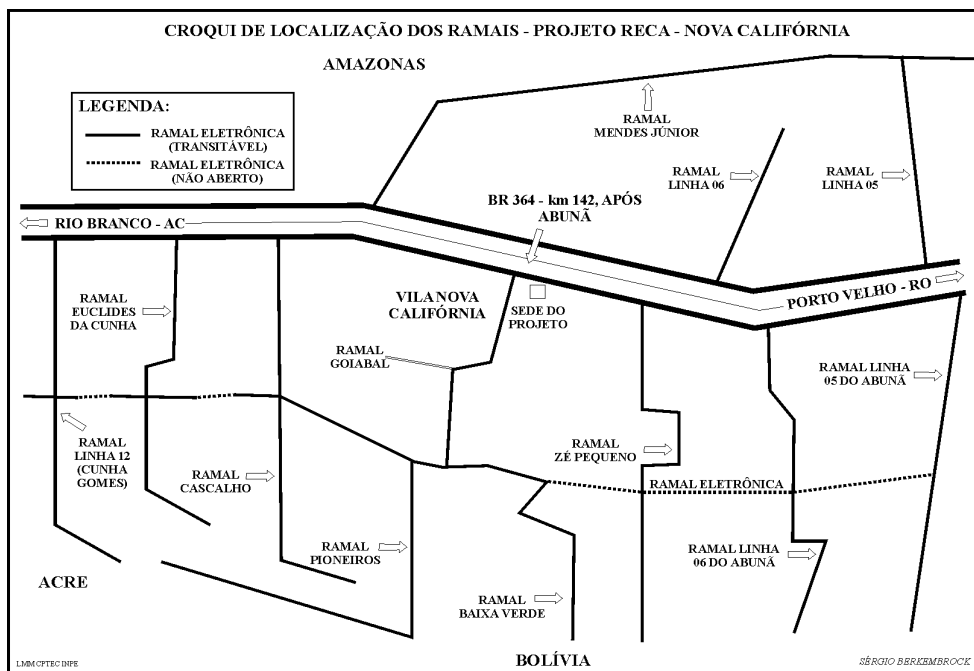 CROQUI DE LOCALIZAÇÃO DOS RAMAIS - PROJETO RECA - NOVA CALIFÓRNIA
AMAZONAS
LEGENDA:
RAMAL ELETRÔNICA
(TRANSITÁVEL)
RAMAL ELETRÔNICA
(NÃO ABERTO)
RAMAL
MENDES JÚNIOR
RAMAL
LINHA 06
RAMAL
LINHA 05
BR 364 - km 142, APÓS
ABUNÃ
RIO BRANCO - AC
PORTO VELHO - RO
RAMAL
EUCLIDES
DA CUNHA
VILA NOVA
CALIFÓRNIA
SEDE DO
PROJETO
RAMAL
GOIABAL
RAMAL LINHA
05 DO ABUNÃ
RAMAL
LINHA 12
(CUNHA
GOMES)
RAMAL
CASCALHO
RAMAL
ZÉ PEQUENO
RAMAL ELETRÔNICA
RAMAL
PIONEIROS
RAMAL LINHA
06 DO ABUNÃ
ACRE
RAMAL
BAIXA VERDE
BOLÍVIA
LMM CPTEC INPE
SÉRGIO BERKEMBROCK